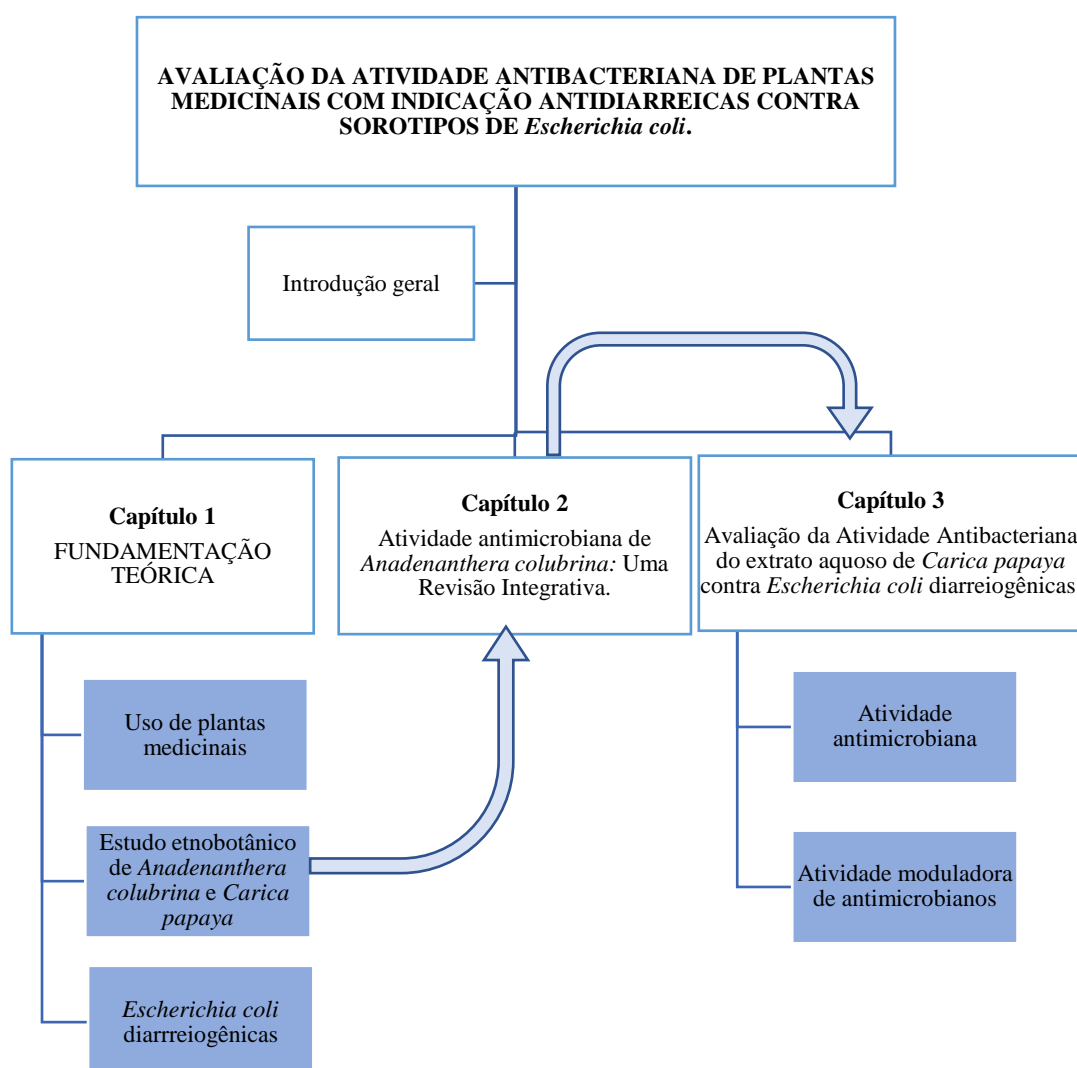 AVALIAÇÃO DA ATIVIDADE ANTIBACTERIANA DE PLANTAS
MEDICINAIS COM INDICAÇÃO ANTIDIARREICAS CONTRA
SOROTIPOS DE Escherichia coli.
Introdução geral
Capítulo 1
FUNDAMENTAÇÃO
TEÓRICA
Uso de plantas
medicinais
Estudo etnobotânico
de Anadenanthera
colubrina e Carica
papaya
Escherichia coli
diarrreiogênicas
Capítulo 2
Atividade antimicrobiana de
Anadenanthera colubrina: Uma
Revisão Integrativa.
Capítulo 3
Avaliação da Atividade Antibacteriana
do extrato aquoso de Carica papaya
contra Escherichia coli diarreiogênicas
Atividade
antimicrobiana
Atividade moduladora
de antimicrobianos